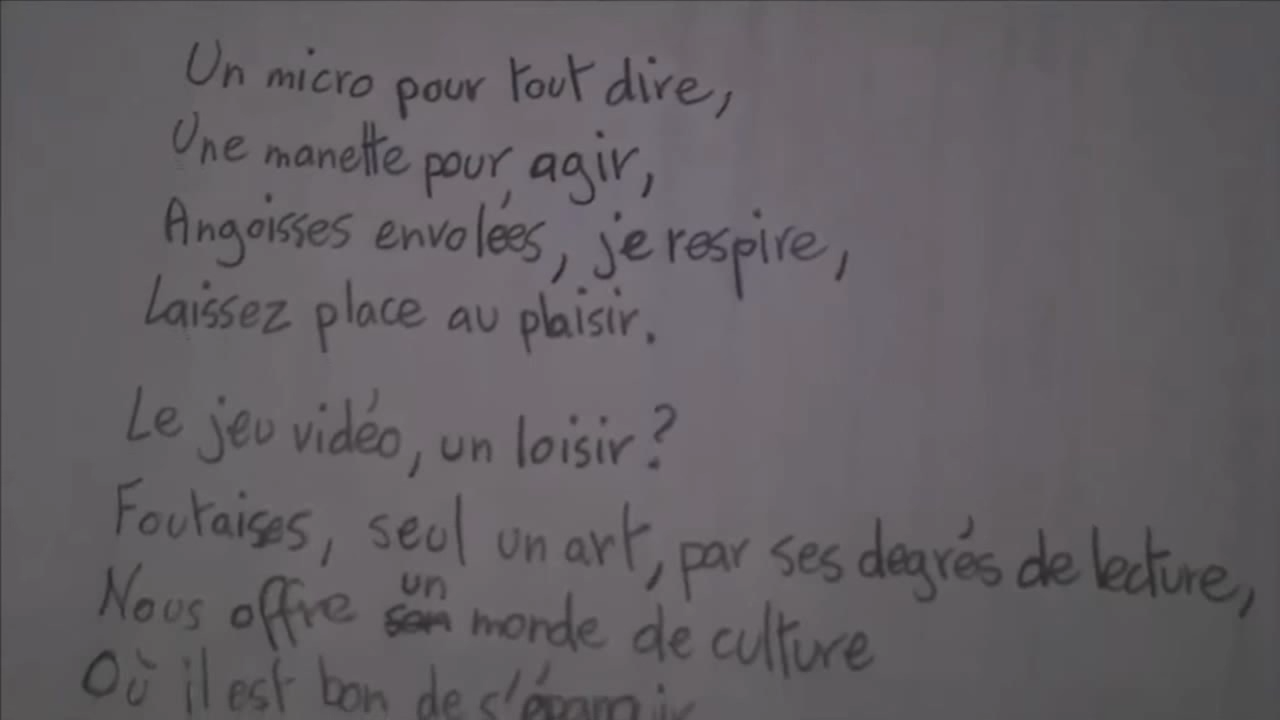 Un micro pour tout dire,
Une manette pour agir,
Angoisses envolées, je respire,
Laissez place au plaisir.
Le jeu vidéo, un loisir ?
Foutaises, seul un art, par ses degrés de lecture,
Nous offre un monde de culture
Où il est bon de